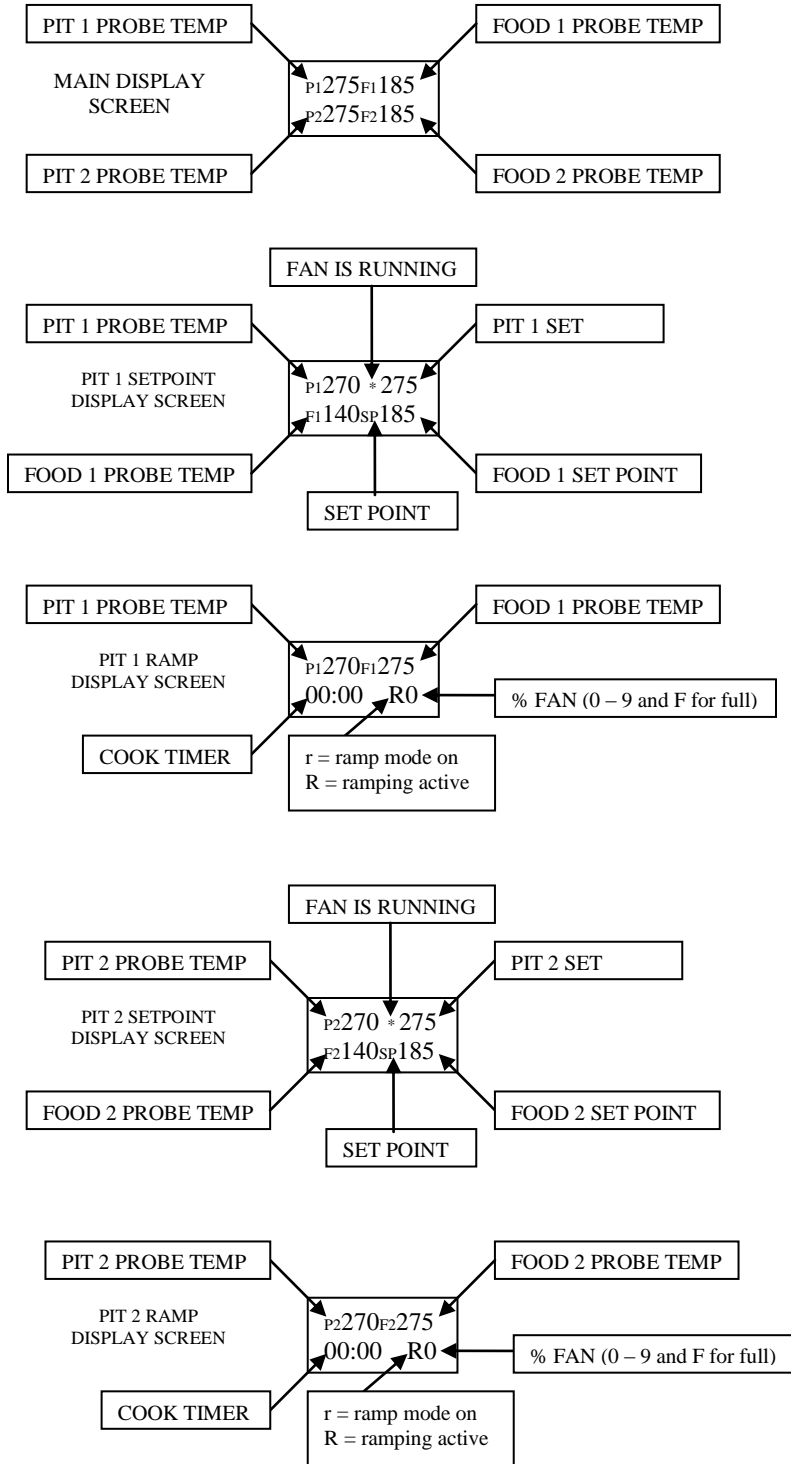 PIT 1 PROBE TEMP
FOOD 1 PROBE TEMP
MAIN DISPLAY
SCREEN
P1275F1185
P2275F2185
PIT 2 PROBE TEMP
FOOD 2 PROBE TEMP
FAN IS RUNNING
PIT 1 PROBE TEMP
PIT 1 SET
PIT 1 SETPOINT
DISPLAY SCREEN
P1270 * 275
F1140SP185
FOOD 1 PROBE TEMP
FOOD 1 SET POINT
SET POINT
PIT 1 PROBE TEMP
FOOD 1 PROBE TEMP
PIT 1 RAMP
DISPLAY SCREEN
P1270F1275
00:00 R0
% FAN (0 – 9 and F for full)
COOK TIMER
r = ramp mode on
R = ramping active
FAN IS RUNNING
PIT 2 PROBE TEMP
PIT 2 SET
PIT 2 SETPOINT
DISPLAY SCREEN
P2270 * 275
F2140SP185
FOOD 2 PROBE TEMP
FOOD 2 SET POINT
SET POINT
PIT 2 PROBE TEMP
FOOD 2 PROBE TEMP
PIT 2 RAMP
DISPLAY SCREEN
P2270F2275
00:00 R0
% FAN (0 – 9 and F for full)
COOK TIMER
r = ramp mode on
R = ramping active